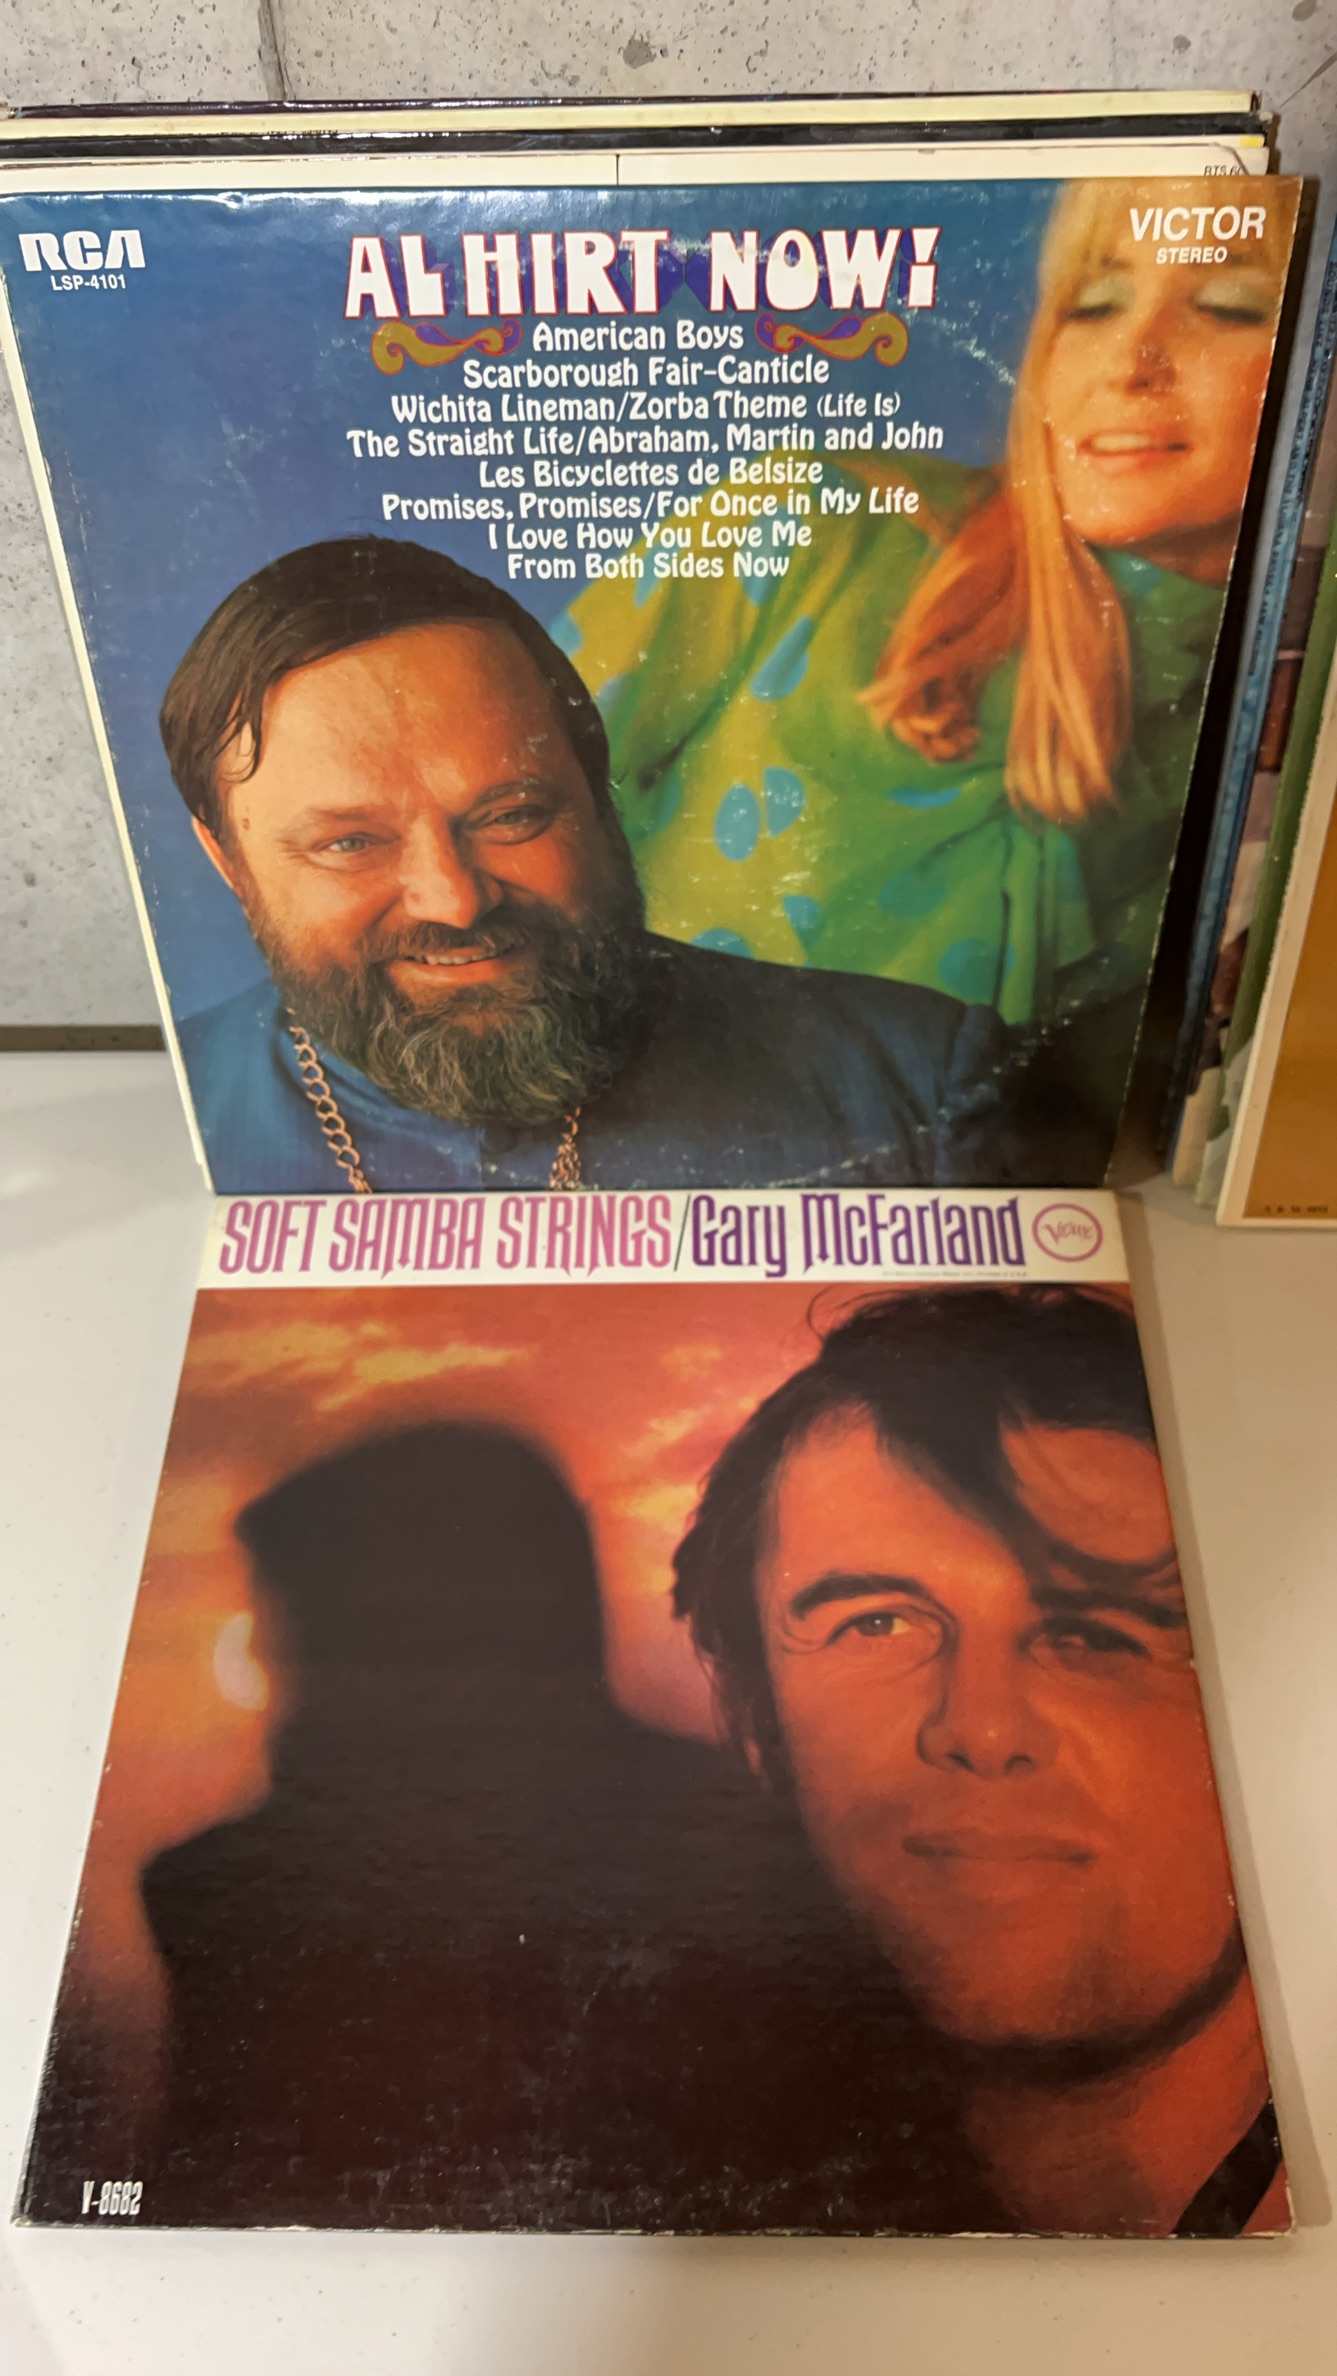 RCA
LSP-4101
VICTOR
STEREO
AL HIRT NOW!
American Boys
Scarborough Fair-Canticle
Wichita Lineman/Zorba Theme (Life Is)
The Straight Life/Abraham, Martin and John
Les Bicyclettes de Belsize
Promises, Promises/For Once in My Life
I Love How You Love Me
From Both Sides Now
SOFT SAMBA STRINGS/Gary McFarland
Verve
V-8682